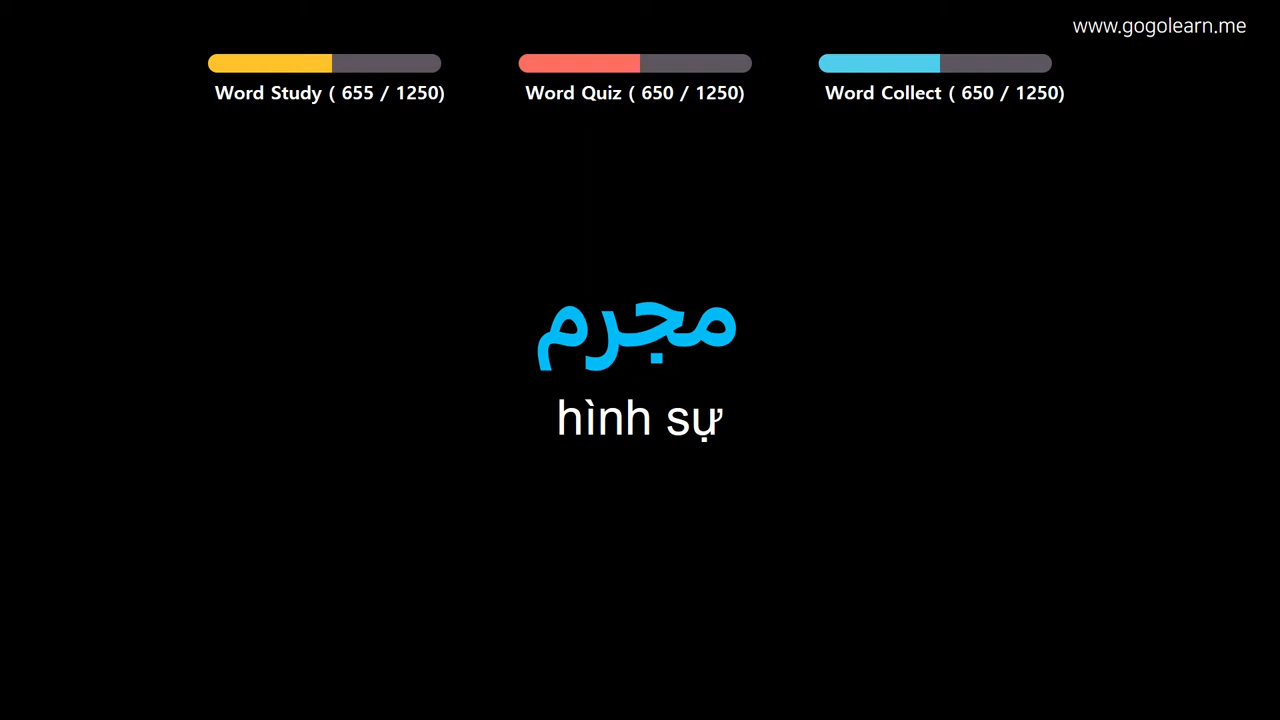 www.gogolearn.me
Word Study ( 655 / 1250)
Word Quiz ( 650 / 1250)
Word Collect ( 650 / 1250)
مجرم
hình sự